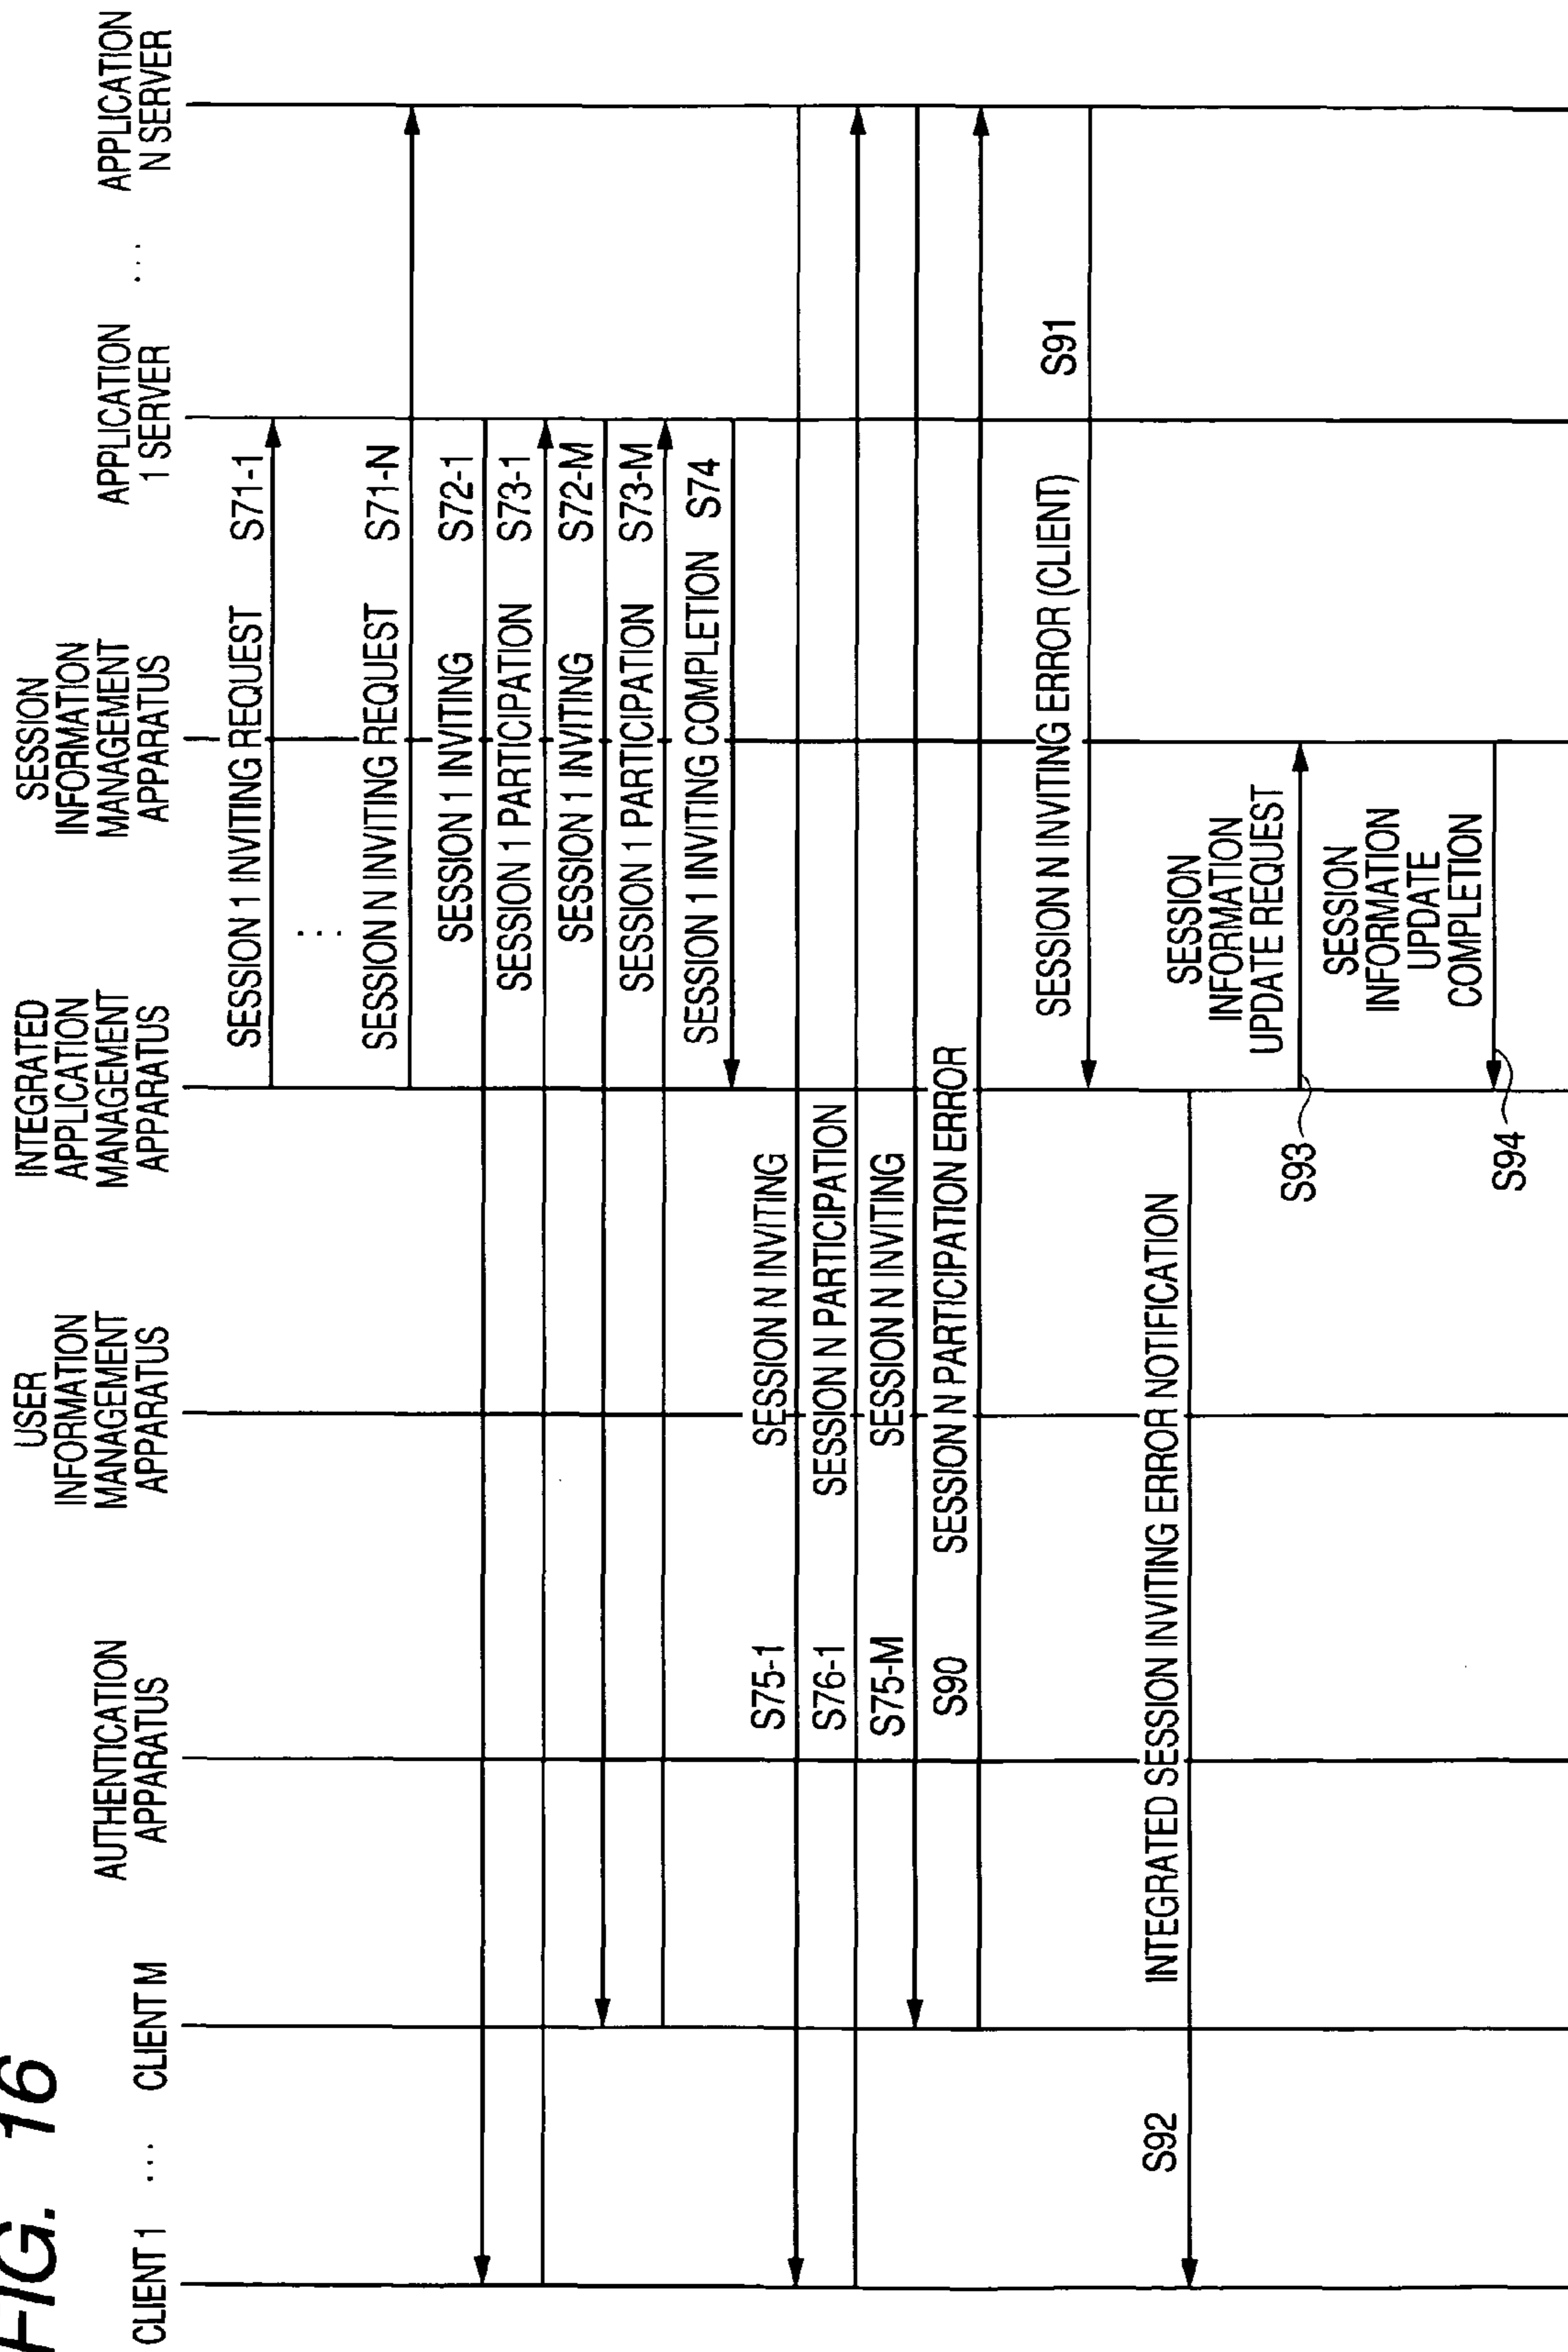 FIG. 16
CLIENT 1
...
CLIENT M
AUTHENTICATION
APPARATUS
USER
INFORMATION
MANAGEMENT
APPARATUS
INTEGRATED
APPLICATION
MANAGEMENT
APPARATUS
SESSION
INFORMATION
MANAGEMENT
APPARATUS
APPLICATION
1 SERVER
...
APPLICATION
N SERVER
SESSION 1 INVITING REQUEST S71-1
...
SESSION N INVITING REQUEST S71-N
SESSION 1 INVITING S72-1
SESSION 1 PARTICIPATION S73-1
SESSION 1 INVITING S72-M
SESSION 1 PARTICIPATION S73-M
SESSION 1 INVITING COMPLETION S74
S75-1 SESSION N INVITING
S76-1 SESSION N PARTICIPATION
S75-M SESSION N INVITING
S90 SESSION N PARTICIPATION ERROR
SESSION N INVITING ERROR (CLIENT) S91
S92 INTEGRATED SESSION INVITING ERROR NOTIFICATION
SESSION
INFORMATION
UPDATE REQUEST
S93
SESSION
INFORMATION
UPDATE
COMPLETION
S94